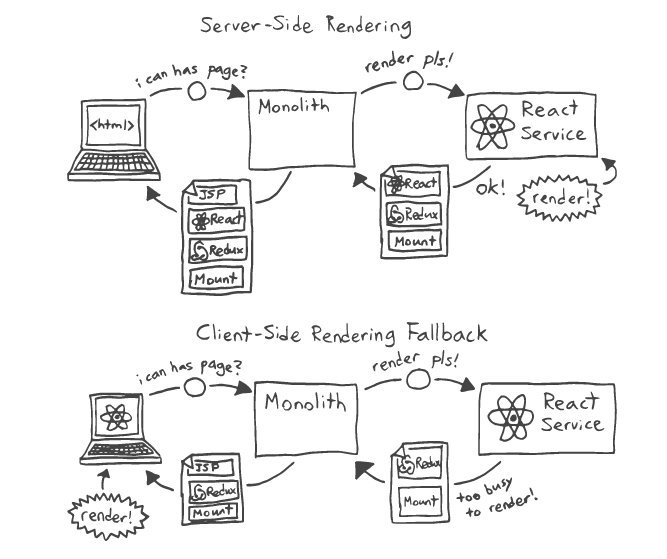 Server-Side Rendering
i can has page?
render pls!
<html>
Monolith
React
Service
JSP
React
Redux
Mount
React
Redux
Mount
ok!
render!
Client-Side Rendering Fallback
i can has page?
render pls!
Monolith
React
Service
JSP
Redux
Mount
Redux
Mount
too busy
to render!
render!